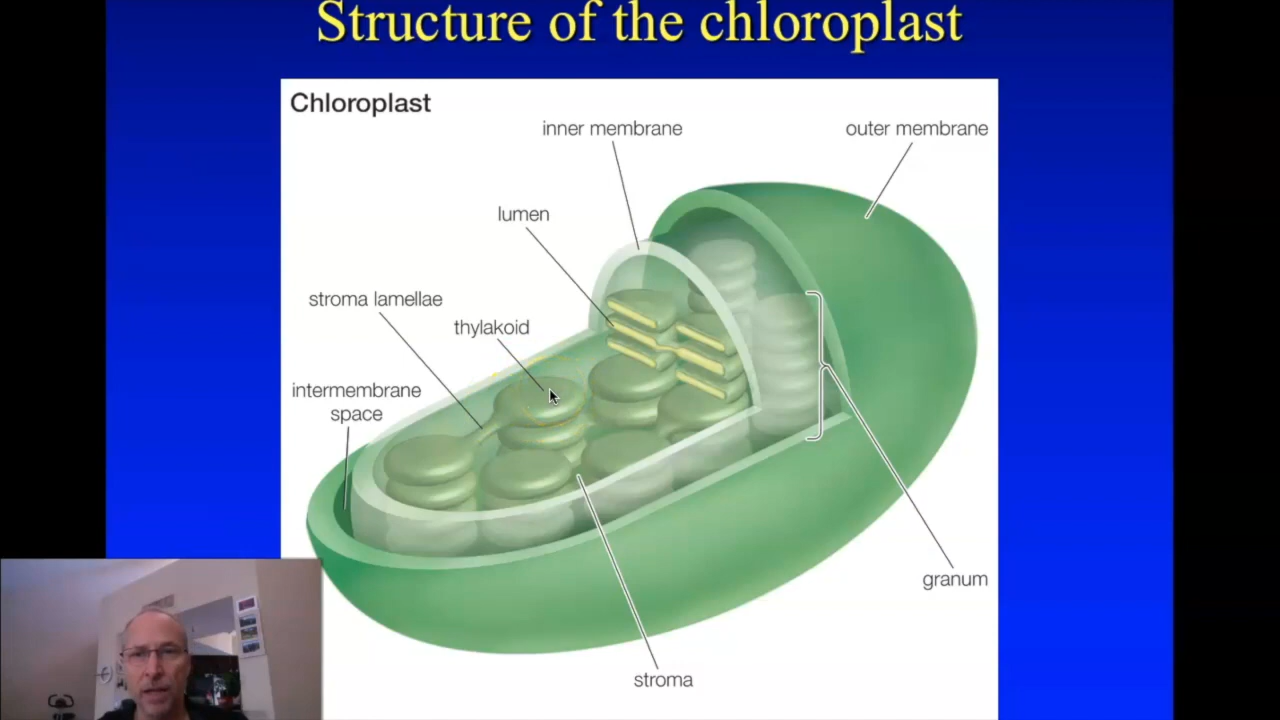 Structure of the chloroplast
Chloroplast
inner membrane
outer membrane
lumen
stroma lamellae
thylakoid
intermembrane
space
granum
stroma